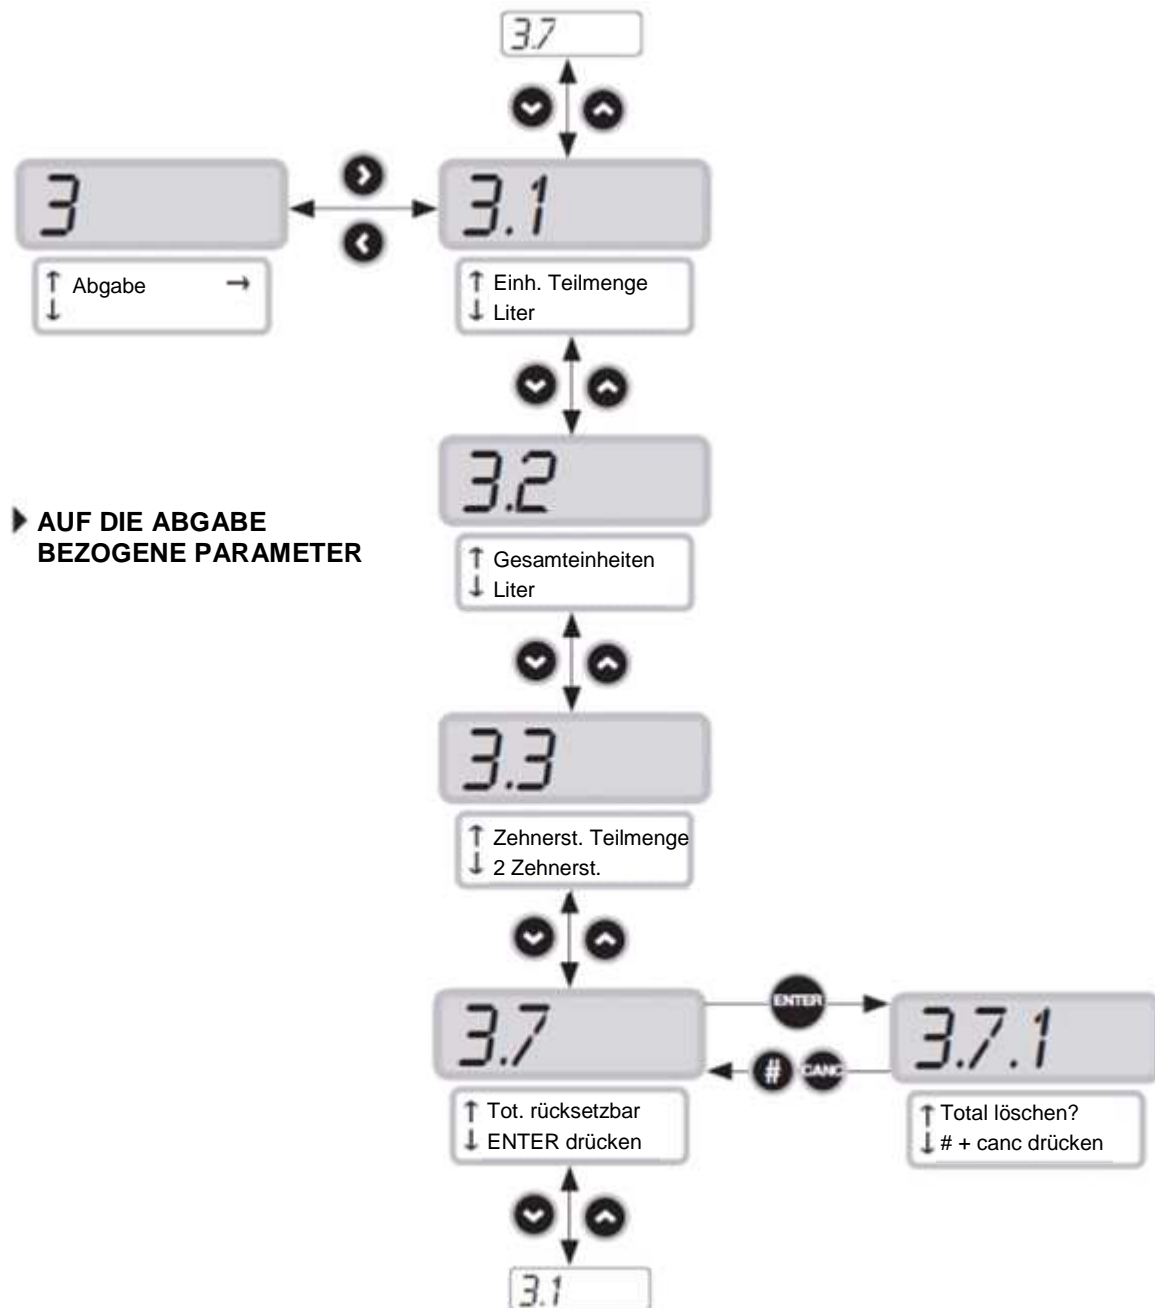 3.7
3
3.1
↑ Abgabe →
↓
↑ Einh. Teilmenge
↓ Liter
3.2
AUF DIE ABGABE
BEZOGENE PARAMETER
↑ Gesamteinheiten
↓ Liter
3.3
↑ Zehnerst. Teilmenge
↓ 2 Zehnerst.
3.7
ENTER
3.7.1
# CANC
↑ Tot. rücksetzbar
↓ ENTER drücken
↑ Total löschen?
↓ # + canc drücken
3.1